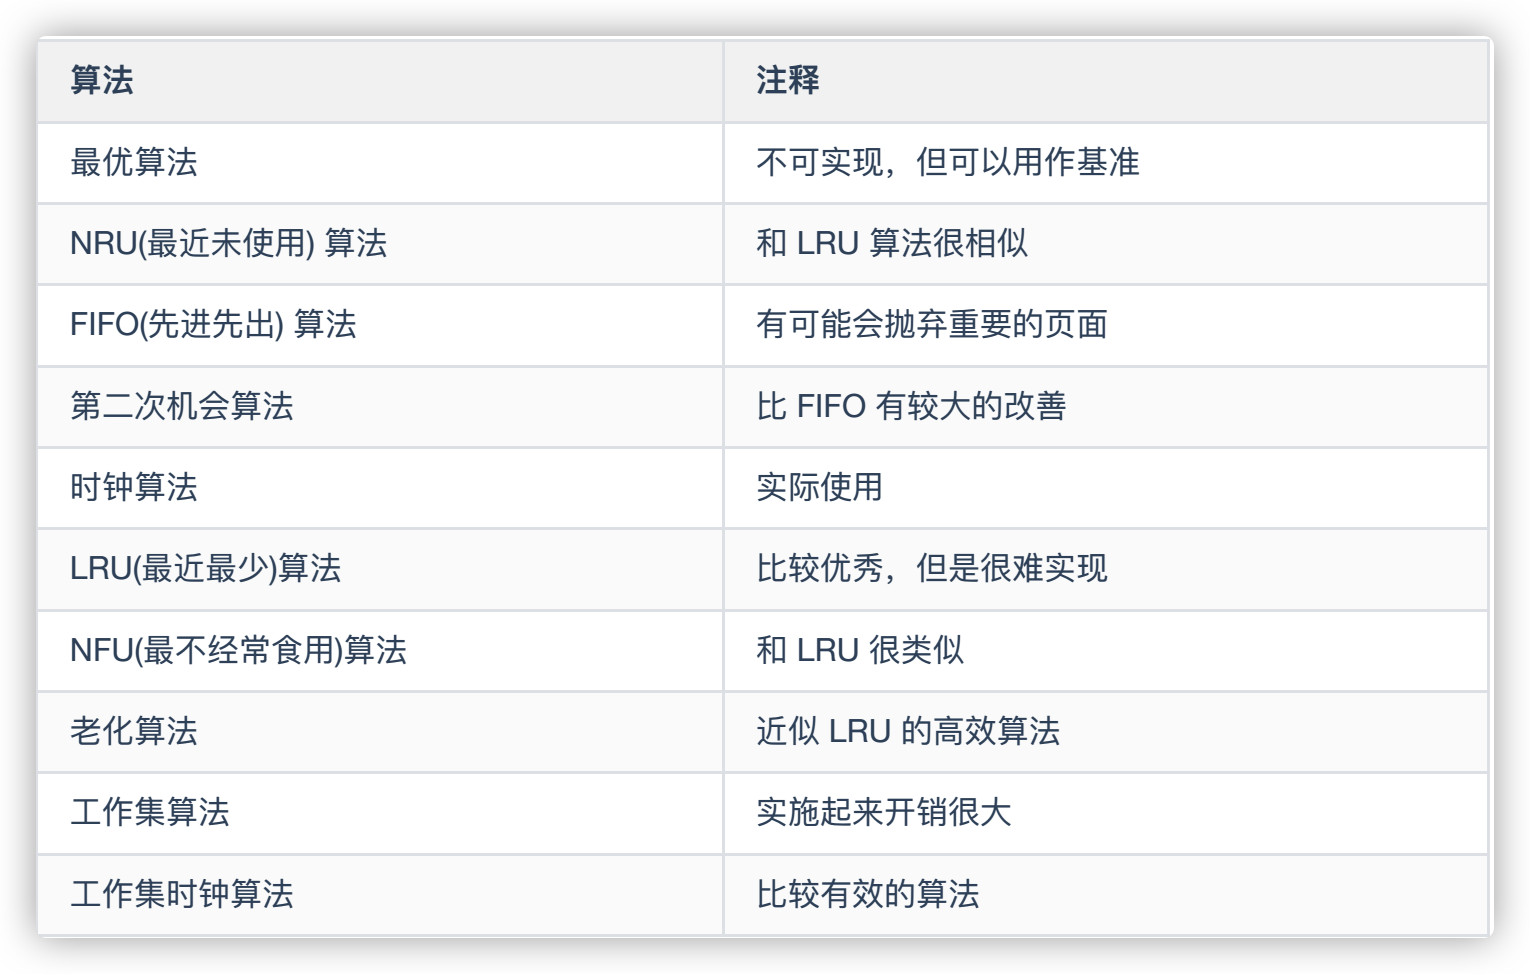 算法 注释
最优算法 不可实现，但可以用作基准
NRU(最近未使用) 算法 和 LRU 算法很相似
FIFO(先进先出) 算法 有可能会抛弃重要的页面
第二次机会算法 比 FIFO 有较大的改善
时钟算法 实际使用
LRU(最近最少)算法 比较优秀，但是很难实现
NFU(最不经常食用)算法 和 LRU 很类似
老化算法 近似 LRU 的高效算法
工作集算法 实施起来开销很大
工作集时钟算法 比较有效的算法